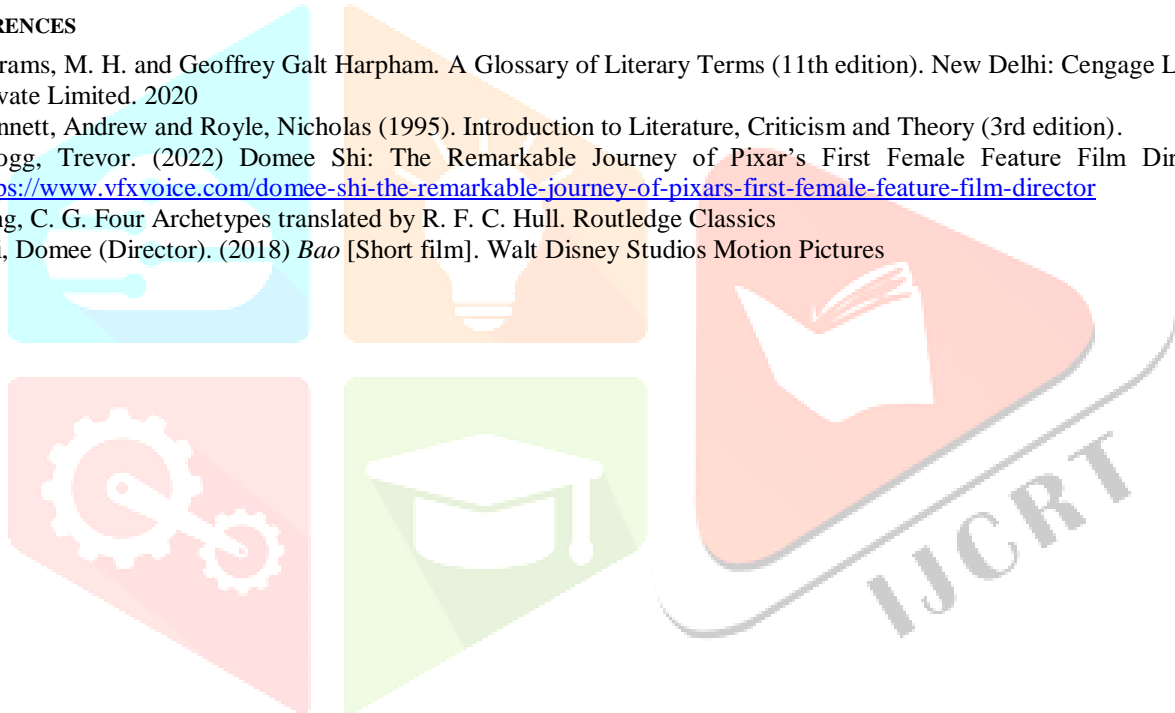 RENCES
rams, M. H. and Geoffrey Galt Harpham. A Glossary of Literary Terms (11th edition). New Delhi: Cengage L
vate Limited. 2020
nnett, Andrew and Royle, Nicholas (1995). Introduction to Literature, Criticism and Theory (3rd edition).
ogg, Trevor. (2022) Domee Shi: The Remarkable Journey of Pixar’s First Female Feature Film Dir
ps://www.vfxvoice.com/domee-shi-the-remarkable-journey-of-pixars-first-female-feature-film-director
ng, C. G. Four Archetypes translated by R. F. C. Hull. Routledge Classics
i, Domee (Director). (2018) Bao [Short film]. Walt Disney Studios Motion Pictures
IJCRT